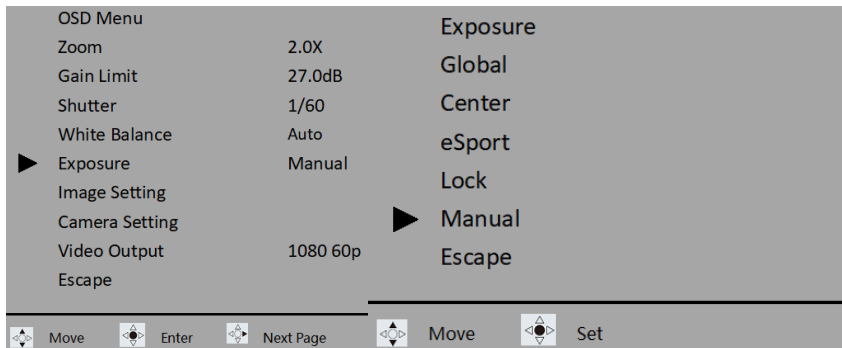 OSD Menu
Zoom 2.0X
Gain Limit 27.0dB
Shutter 1/60
White Balance Auto
Exposure Manual
Image Setting
Camera Setting
Video Output 1080 60p
Escape
Move Enter Next Page
Exposure
Global
Center
eSport
Lock
Manual
Escape
Move Set